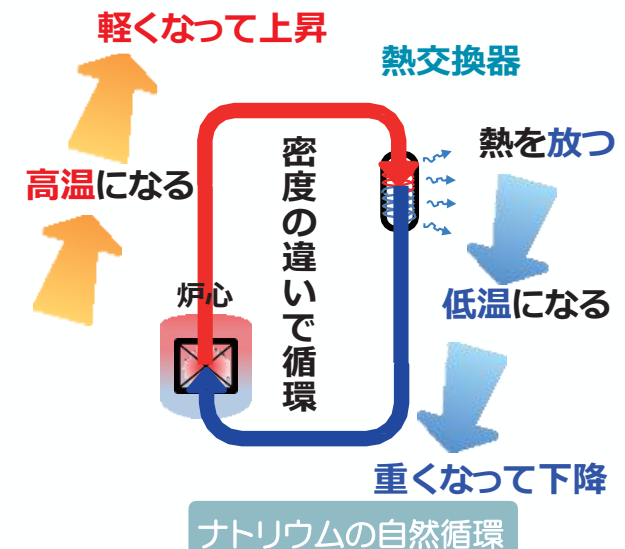 軽くなって上昇
熱交換器
熱を放つ
高温になる
密度の違いで循環
炉心
低温になる
重くなって下降
ナトリウムの自然循環